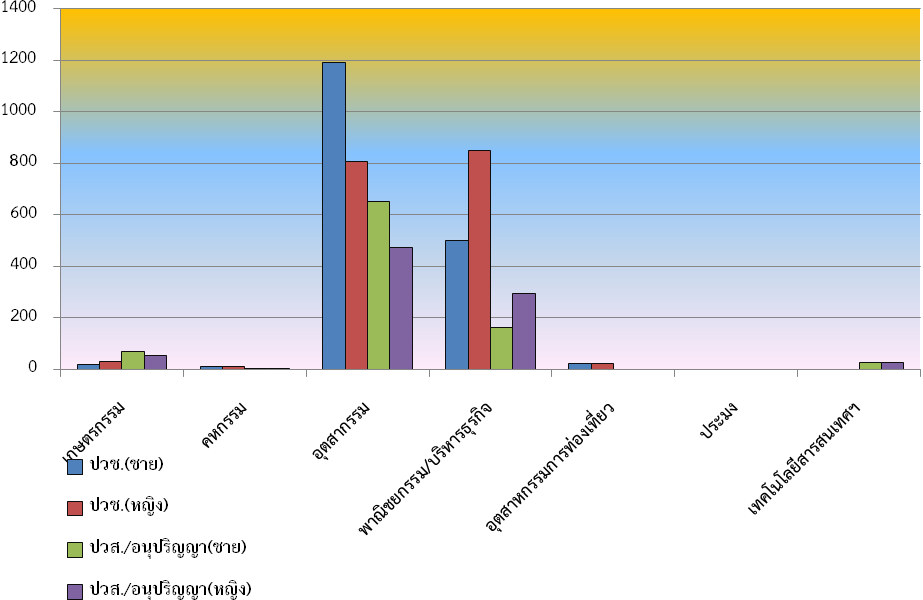 1400
1200
1000
800
600
400
200
0
เกษตรกรรม
คหกรรม
อุตสากรรม
พาณิชยกรรม/บริหารธุรกิจ
อุตสาหกรรมการท่องเที่ยว
ประมง
เทคโนโลยีสารสนเทศฯ
ปวช.(ชาย)
ปวช.(หญิง)
ปวส./อนุปริญญา(ชาย)
ปวส./อนุปริญญา(หญิง)